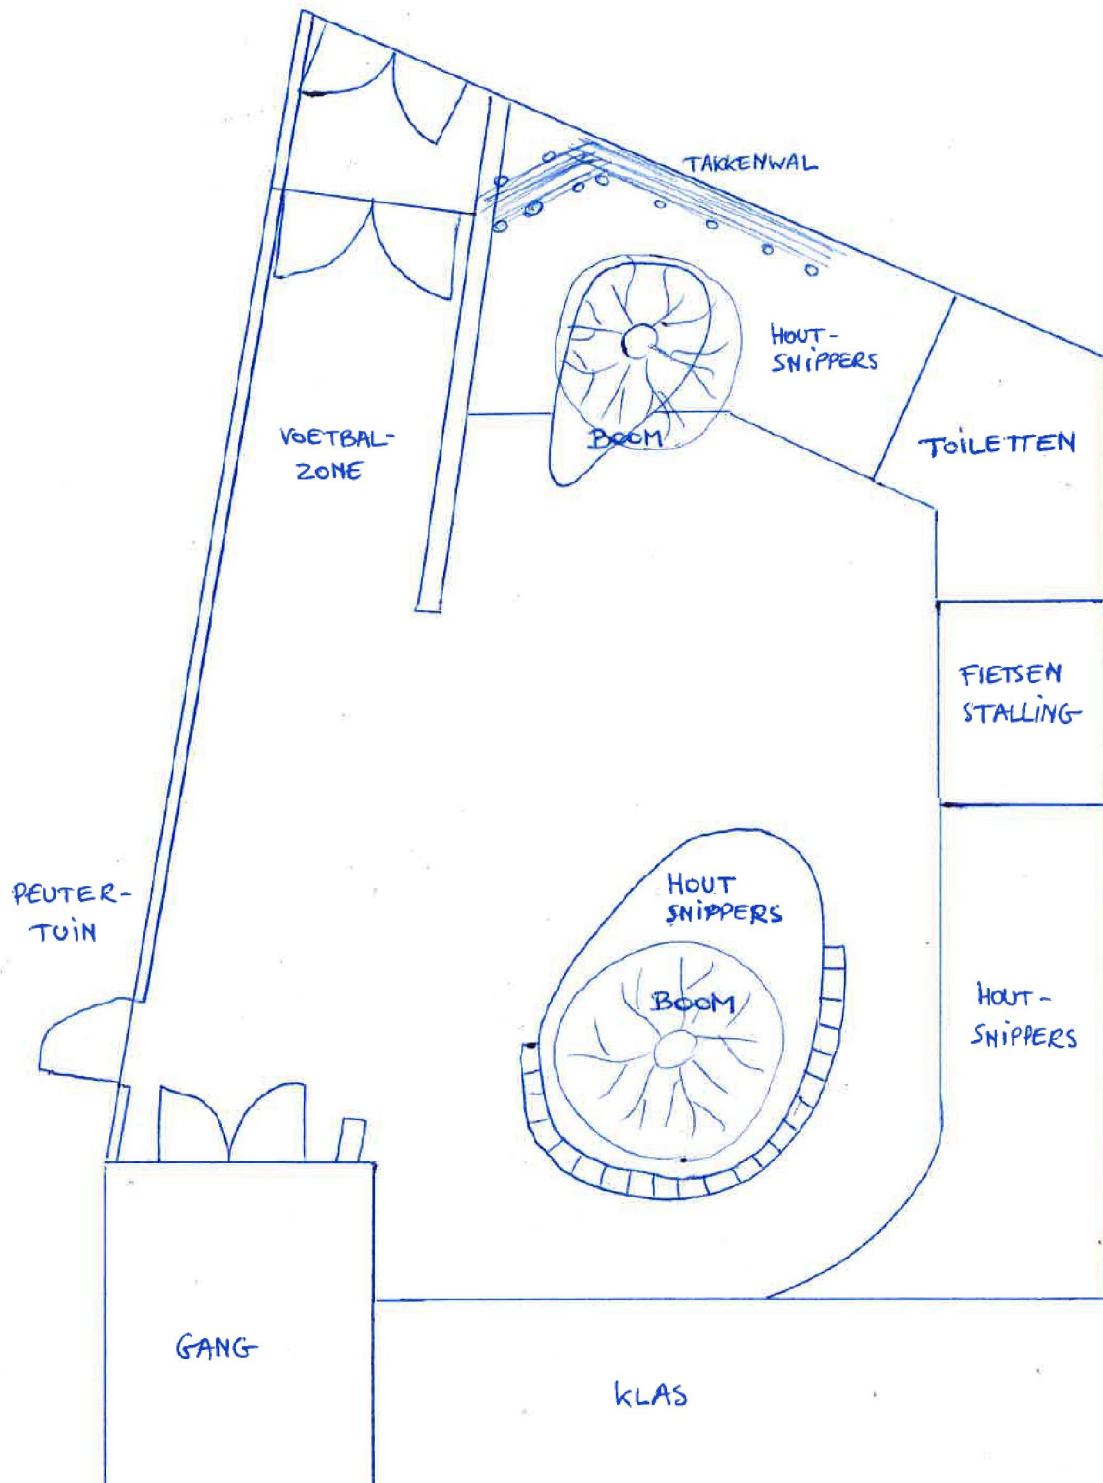 TAKKENWAL
HOUT-
SNIPPERS
VOETBAL-
ZONE
BOOM
TOILETTEN
FIETSEN
STALLING
PEUTER-
TUIN
HOUT
SNIPPERS
BOOM
HOUT-
SNIPPERS
GANG
KLAS